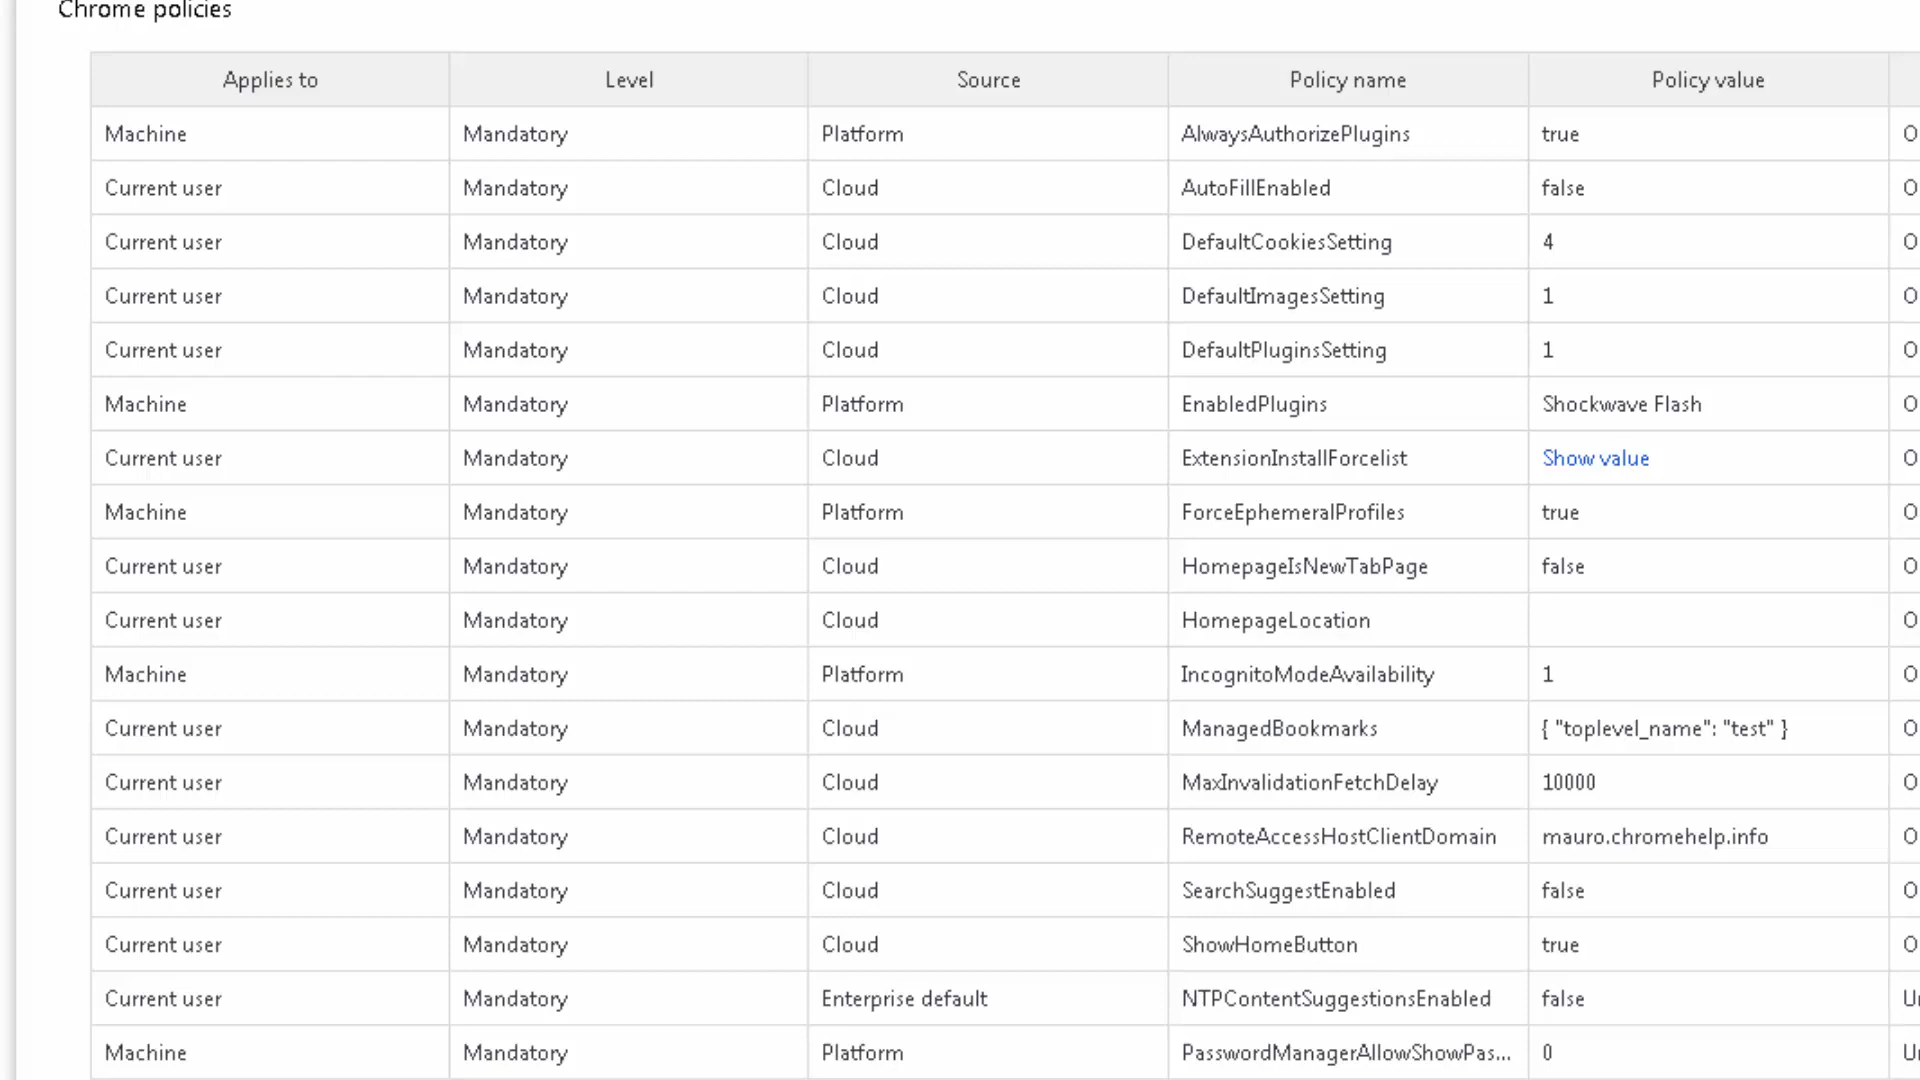 Chrome policies
Applies to Level Source Policy name Policy value
Machine Mandatory Platform AlwaysAuthorizePlugins true O
Current user Mandatory Cloud AutoFillEnabled false O
Current user Mandatory Cloud DefaultCookiesSetting 4 O
Current user Mandatory Cloud DefaultImagesSetting 1 O
Current user Mandatory Cloud DefaultPluginsSetting 1 O
Machine Mandatory Platform EnabledPlugins Shockwave Flash O
Current user Mandatory Cloud ExtensionInstallForcelist Show value O
Machine Mandatory Platform ForceEphemeralProfiles true O
Current user Mandatory Cloud HomepageIsNewTabPage false O
Current user Mandatory Cloud HomepageLocation O
Machine Mandatory Platform IncognitoModeAvailability 1 O
Current user Mandatory Cloud ManagedBookmarks { "toplevel_name": "test" } O
Current user Mandatory Cloud MaxInvalidationFetchDelay 10000 O
Current user Mandatory Cloud RemoteAccessHostClientDomain mauro.chromehelp.info O
Current user Mandatory Cloud SearchSuggestEnabled false O
Current user Mandatory Cloud ShowHomeButton true O
Current user Mandatory Enterprise default NTPContentSuggestionsEnabled false
Machine Mandatory Platform PasswordManagerAllowShowPas... 0